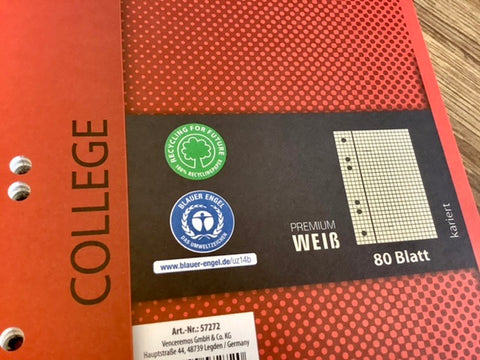 COLLEGE
RECYCLING FOR FUTURE
100% RECYCLINGPAPIER
BLAUER ENGEL
DAS UMWELTZEICHEN
www.blauer-engel.de/uz14b
PREMIUM
WEIß
80 Blatt
kariert
Art.-Nr.: 57272
Venceremos GmbH & Co. KG
Hauptstraße 44, 48739 Legden / Germany